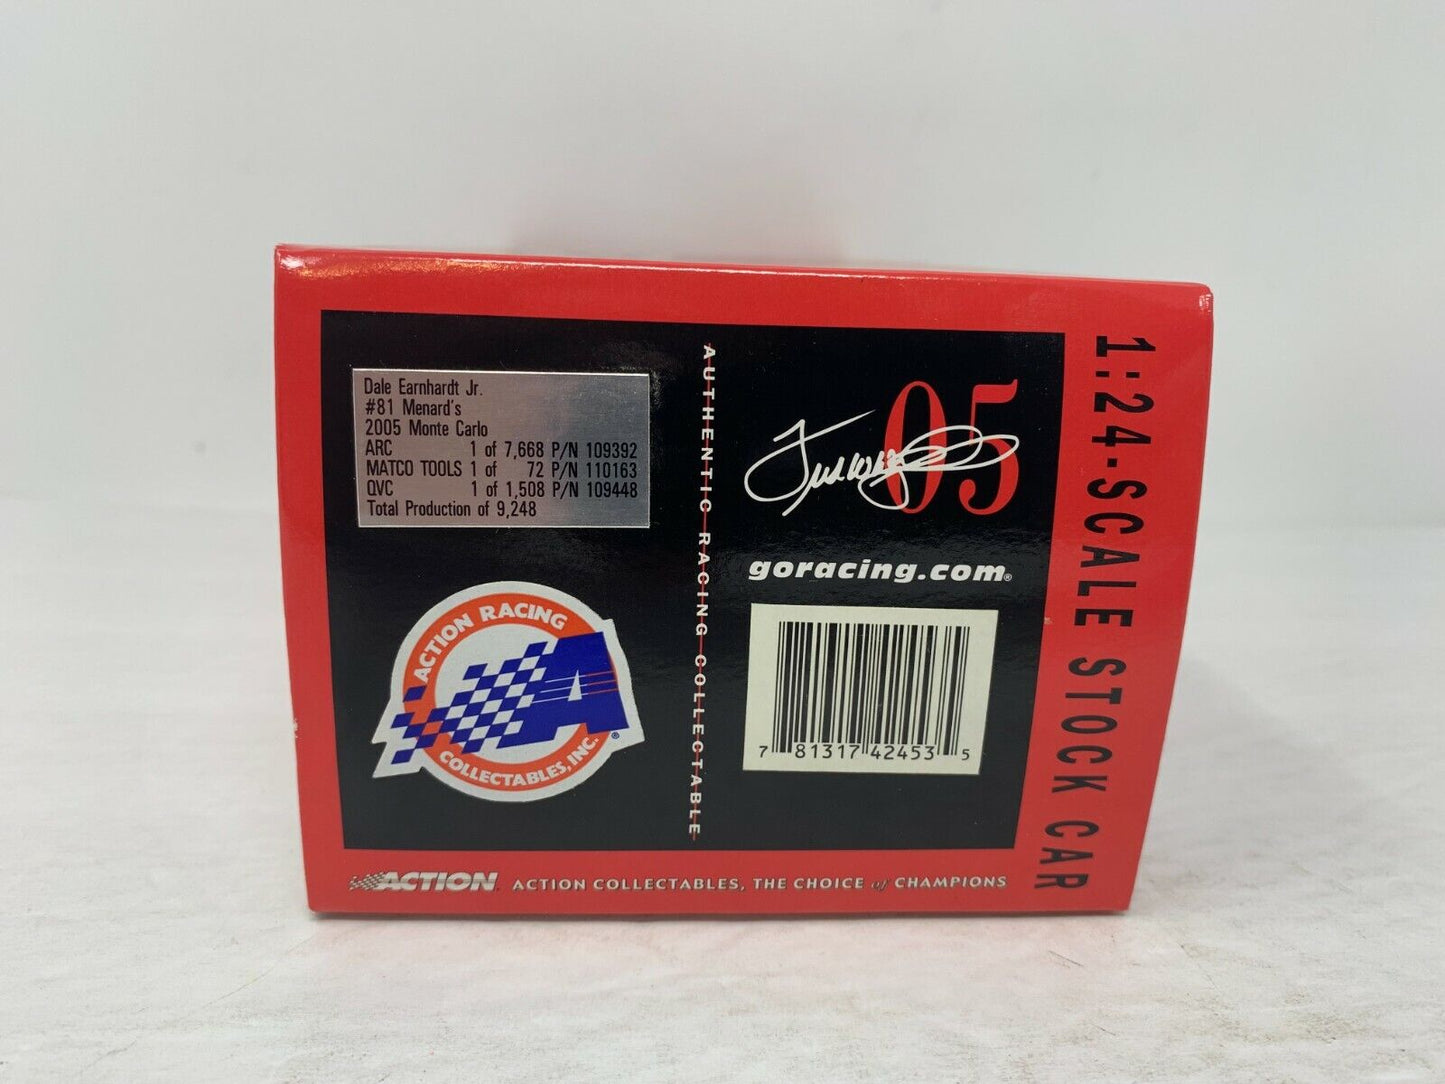 Dale Earnhardt Jr.
#81 Menard's
2005 Monte Carlo
ARC 1 of 7,668 P/N 109392
MATCO TOOLS 1 of 72 P/N 110163
QVC 1 of 1,508 P/N 109448
Total Production of 9,248
ACTION RACING
A
®
COLLECTABLES, INC.
AUTHENTIC RACING COLLECTABLE
05
goracing.com®
7 81317 42453 5
1:24-SCALE STOCK CAR
ACTION ACTION COLLECTABLES, THE CHOICE of CHAMPIONS